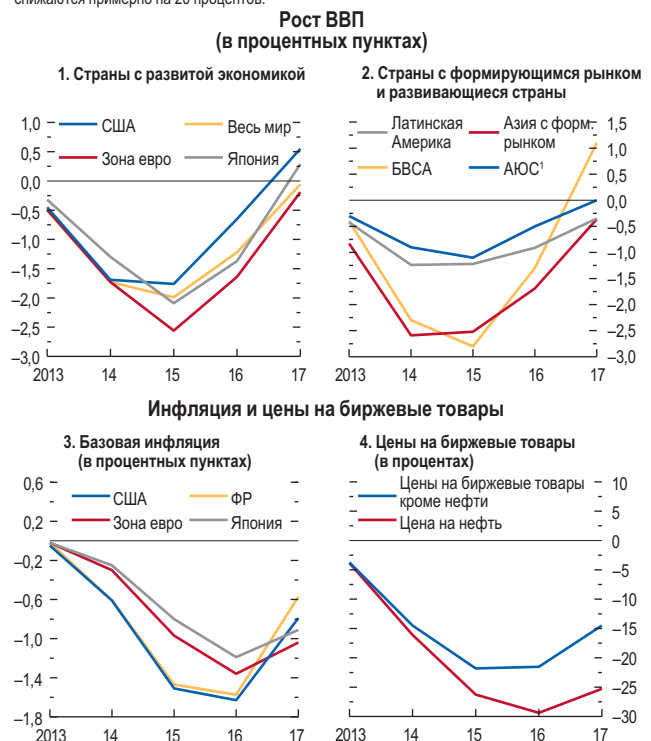 снижаются примерно на 20 процентов.
Рост ВВП
(в процентных пунктах)
1. Страны с развитой экономикой
1,0
0,5
0,0
–0,5
–1,0
–1,5
–2,0
–2,5
–3,0
США
Весь мир
Зона евро
Япония
2013 14 15 16 17
2. Страны с формирующимся рынком
и развивающиеся страны
Латинская
Америка
Азия с форм.
рынком
БВСА
АЮС1
1,5
1,0
0,5
0,0
–0,5
–1,0
–1,5
–2,0
–2,5
–3,0
2013 14 15 16 17
Инфляция и цены на биржевые товары
3. Базовая инфляция
(в процентных пунктах)
0,6
0,2
–0,2
–0,6
–1,0
–1,4
–1,8
США
ФР
Зона евро
Япония
2013 14 15 16 17
4. Цены на биржевые товары
(в процентах)
Цены на биржевые товары
кроме нефти
Цена на нефть
10
5
0
–5
–10
–15
–20
–25
–30
2013 14 15 16 17